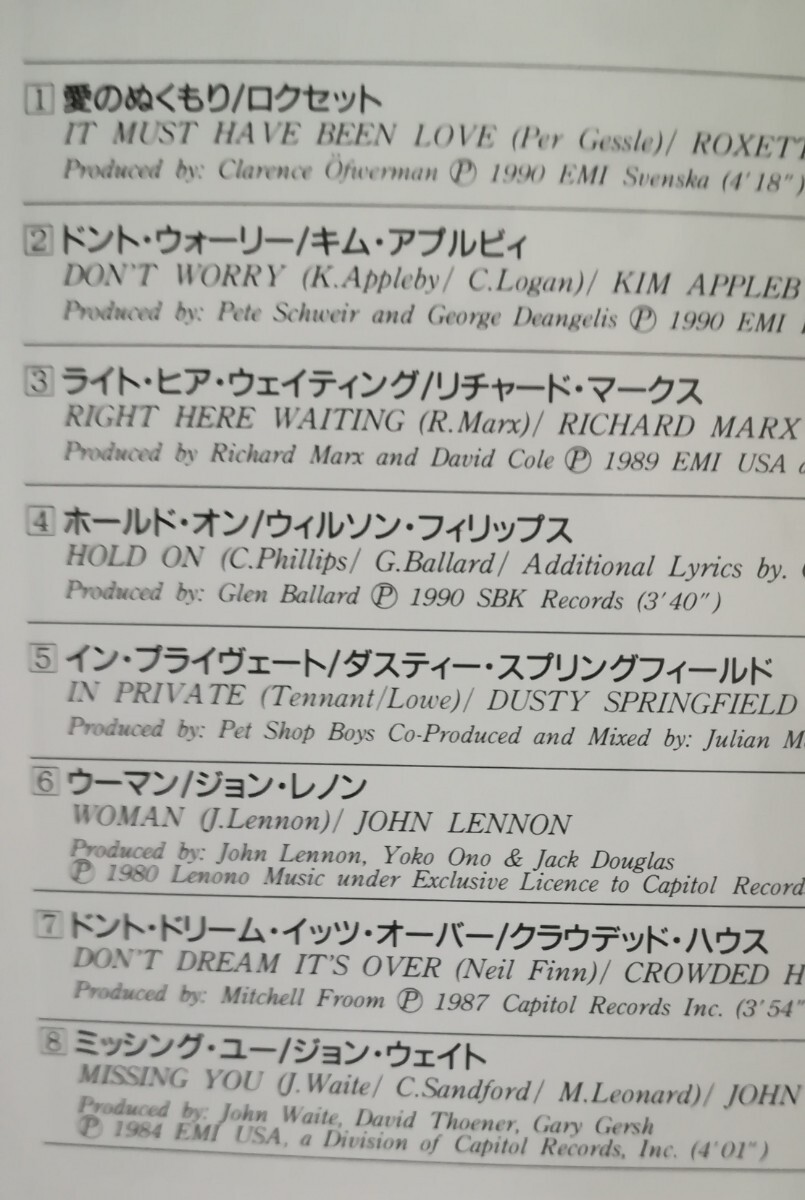 1 愛のぬくもり/ロクセット
IT MUST HAVE BEEN LOVE (Per Gessle)/ ROXETT
Produced by: Clarence Öfwerman Ⓟ 1990 EMI Svenska (4'18")
2 ドント・ウォーリー/キム・アプルビィ
DON'T WORRY (K.Appleby/ C.Logan)/ KIM APPLEB
Produced by: Pete Schweir and George Deangelis Ⓟ 1990 EMI
3 ライト・ヒア・ウェイティング/リチャード・マークス
RIGHT HERE WAITING (R.Marx)/ RICHARD MARX
Produced by Richard Marx and David Cole Ⓟ 1989 EMI USA
4 ホールド・オン/ウィルソン・フィリップス
HOLD ON (C.Phillips/ G.Ballard/ Additional Lyrics by.
Produced by: Glen Ballard Ⓟ 1990 SBK Records (3'40")
5 イン・プライヴェート/ダスティー・スプリングフィールド
IN PRIVATE (Tennant/Lowe)/ DUSTY SPRINGFIELD
Produced by: Pet Shop Boys Co-Produced and Mixed by: Julian M
6 ウーマン/ジョン・レノン
WOMAN (J.Lennon)/ JOHN LENNON
Produced by: John Lennon, Yoko Ono & Jack Douglas
Ⓟ 1980 Lenono Music under Exclusive Licence to Capitol Record
7 ドント・ドリーム・イッツ・オーバー/クラウデッド・ハウス
DON'T DREAM IT'S OVER (Neil Finn)/ CROWDED H
Produced by: Mitchell Froom Ⓟ 1987 Capitol Records Inc. (3'54"
8 ミッシング・ユー/ジョン・ウェイト
MISSING YOU (J.Waite/ C.Sandford/ M.Leonard)/ JOHN
Produced by: John Waite, David Thoener, Gary Gersh
Ⓟ 1984 EMI USA, a Division of Capitol Records, Inc. (4'01")